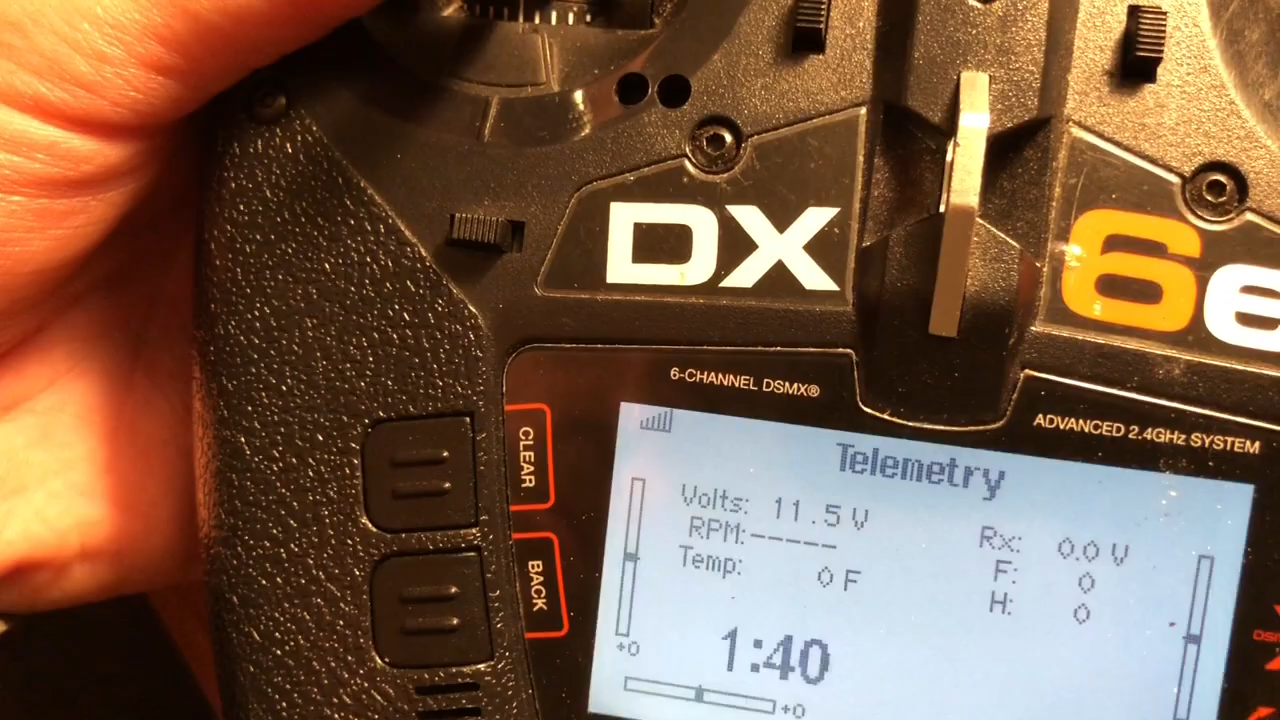 DX
6e
6-CHANNEL DSMX®
ADVANCED 2.4GHz SYSTEM
CLEAR
BACK
Telemetry
Volts: 11.5 V
RPM:-----
Temp: 0 F
Rx: 0.0 V
F: 0
H: 0
1:40
+0
+0